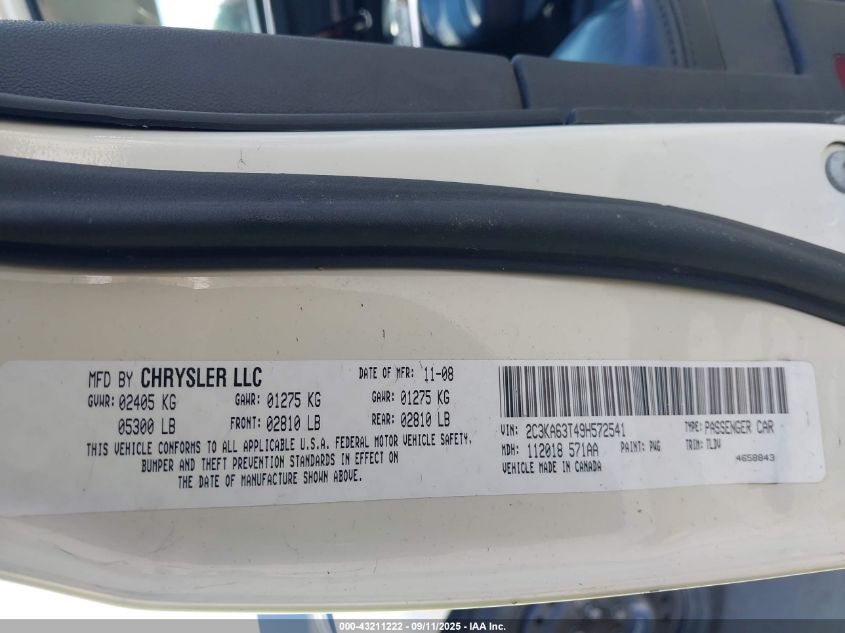 MFD BY CHRYSLER LLC DATE OF MFR: 11-08
GVWR: 02405 KG GAWR: 01275 KG GAWR: 01275 KG
05300 LB FRONT: 02810 LB REAR: 02810 LB
THIS VEHICLE CONFORMS TO ALL APPLICABLE U.S.A. FEDERAL MOTOR VEHICLE SAFETY,
BUMPER AND THEFT PREVENTION STANDARDS IN EFFECT ON
THE DATE OF MANUFACTURE SHOWN ABOVE.
VIN: 2C3KA63T49H572541 TYPE: PASSENGER CAR
MDH: 112018 571AA PAINT: PWG TRIM: TLDV
VEHICLE MADE IN CANADA 4658843
000-43211222 - 09/11/2025 - IAA Inc.